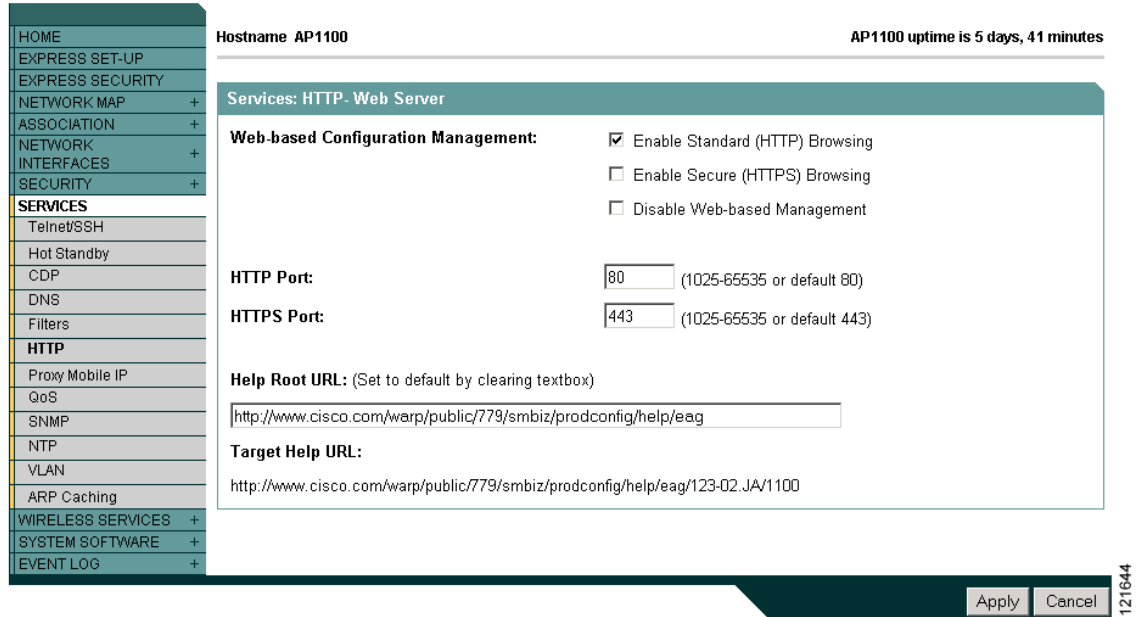 HOME
EXPRESS SET-UP
EXPRESS SECURITY
NETWORK MAP +
ASSOCIATION +
NETWORK
INTERFACES +
SECURITY +
SERVICES
Telnet/SSH
Hot Standby
CDP
DNS
Filters
HTTP
Proxy Mobile IP
QoS
SNMP
NTP
VLAN
ARP Caching
WIRELESS SERVICES +
SYSTEM SOFTWARE +
EVENT LOG +
Hostname AP1100
AP1100 uptime is 5 days, 41 minutes
Services: HTTP- Web Server
Web-based Configuration Management:
Enable Standard (HTTP) Browsing
Enable Secure (HTTPS) Browsing
Disable Web-based Management
HTTP Port: 80 (1025-65535 or default 80)
HTTPS Port: 443 (1025-65535 or default 443)
Help Root URL: (Set to default by clearing textbox)
http://www.cisco.com/warp/public/779/smbiz/prodconfig/help/eag
Target Help URL:
http://www.cisco.com/warp/public/779/smbiz/prodconfig/help/eag/123-02.JA/1100
Apply Cancel
121644